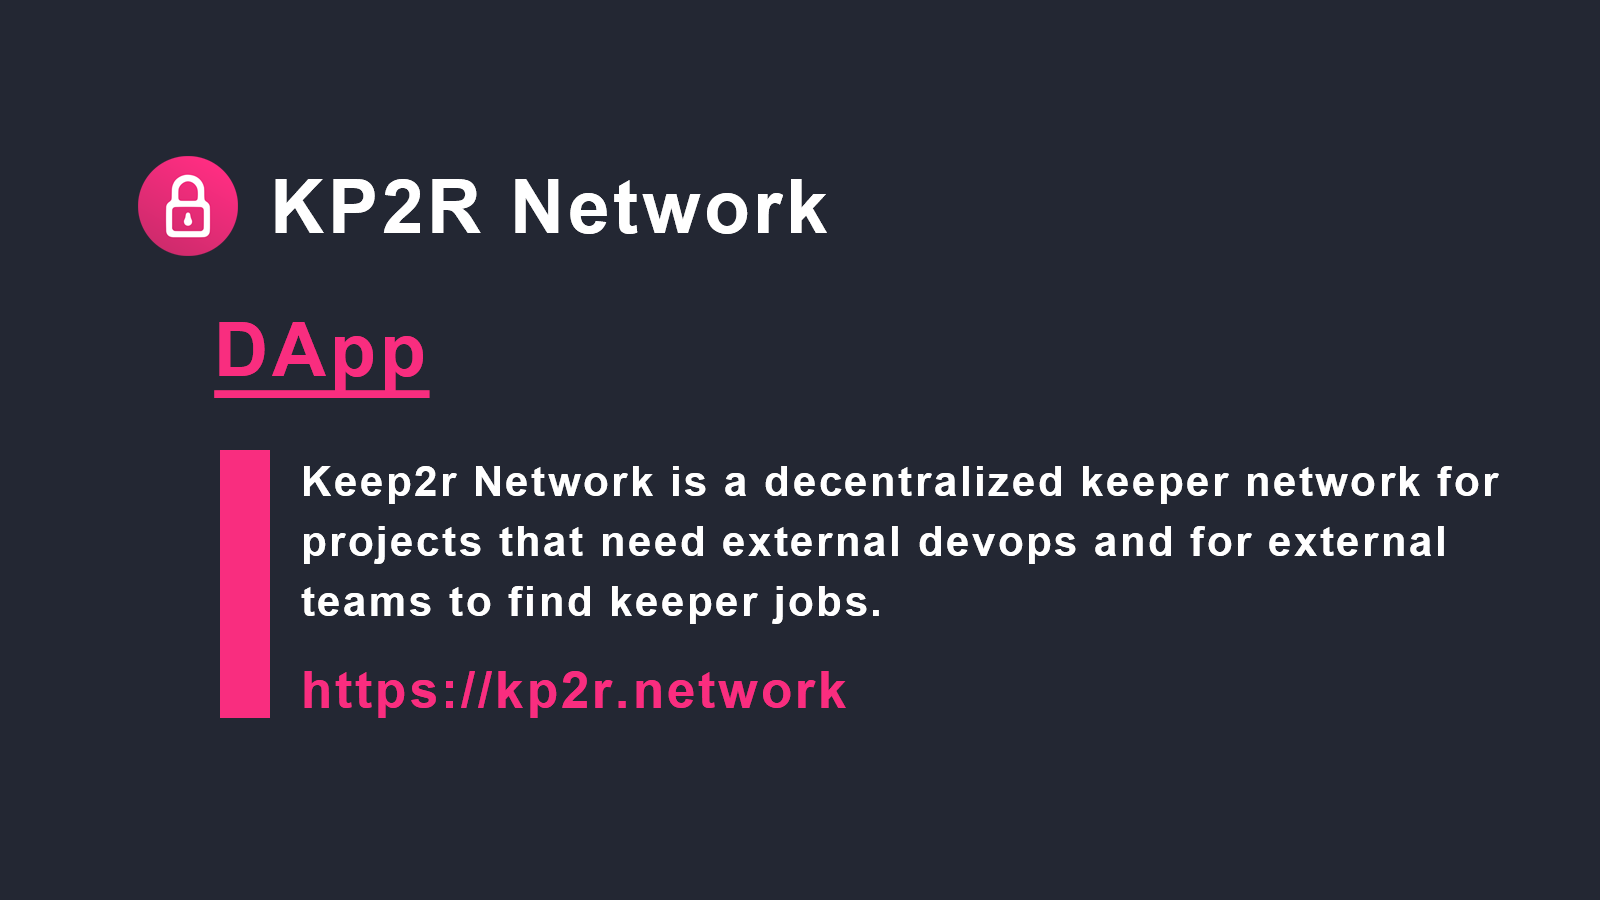 KP2R Network
DApp
Keep2r Network is a decentralized keeper network for
projects that need external devops and for external
teams to find keeper jobs.
https://kp2r.network